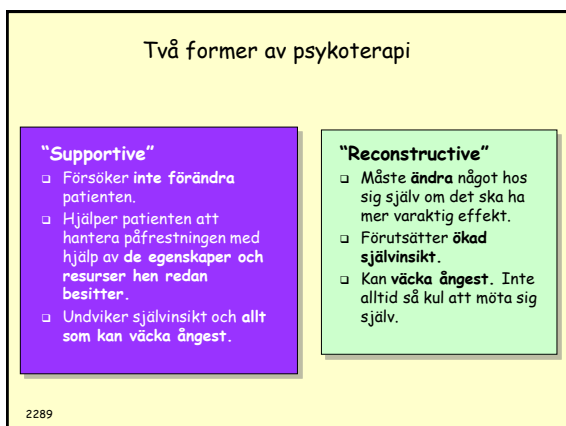 Två former av psykoterapi
"Supportive"
❑ Försöker inte förändra
patienten.
❑ Hjälper patienten att
hantera påfrestningen med
hjälp av de egenskaper och
resurser hen redan
besitter.
❑ Undviker självinsikt och allt
som kan väcka ångest.
"Reconstructive"
❑ Måste ändra något hos
sig själv om det ska ha
mer varaktig effekt.
❑ Förutsätter ökad
självinsikt.
❑ Kan väcka ångest. Inte
alltid så kul att möta sig
själv.
2289